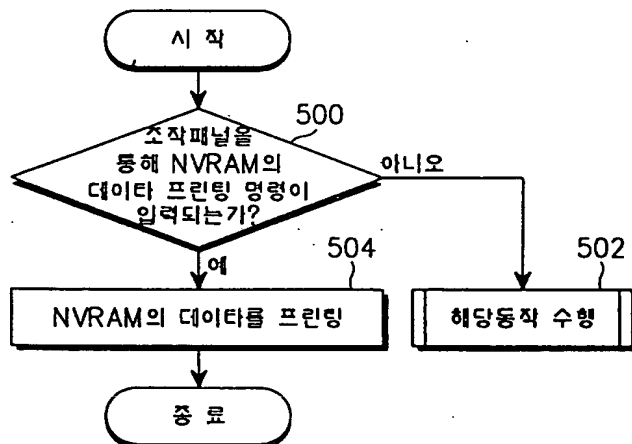 시 작
500
조작패널을
통해 NVRAM의
데이타 프린팅 명령이
입력되는가?
아니오
예
504
502
NVRAM의 데이타를 프린팅
해당동작 수행
종 료